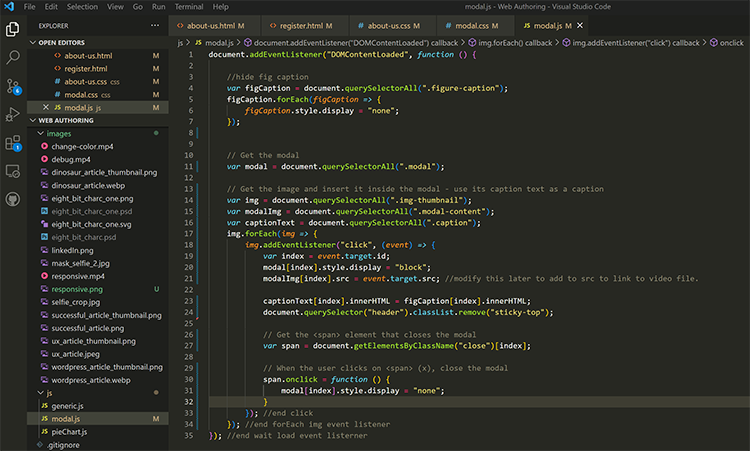 File Edit Selection View Go Run Terminal Help
modal.js - Web Authoring - Visual Studio Code
EXPLORER ...
about-us.html M
register.html M
about-us.css M
modal.css M
modal.js M ×
js > modal.js > document.addEventListener("DOMContentLoaded") callback > img.forEach() callback > img.addEventListener("click") callback > onclick
OPEN EDITORS
about-us.html M
register.html M
about-us.css css M
modal.css css M
× modal.js js M
WEB AUTHORING
images
change-color.mp4
debug.mp4
dinosaur_article_thumbnail.png
dinosaur_article.webp
eight_bit_charc_one.png
eight_bit_charc_one.psd
eight_bit_charc_one.svg
eight_bit_charc.psd
linkedIn.png
mask_selfie_2.jpg
responsive.mp4
responsive.png U
selfie_crop.jpg
successful_article_thumbnail.png
successful_article.png
ux_article_thumbnail.png
ux_article.jpeg
wordpress_article_thumbnail.png
wordpress_article.webp
js
generic.js
modal.js M
pieChart.js
.gitignore
6
1
1 document.addEventListener("DOMContentLoaded", function () {
2
3 //hide fig caption
4 var figCaption = document.querySelectorAll(".figure-caption");
5 figCaption.forEach(figCaption => {
6 figCaption.style.display = "none";
7 });
8
9
10 // Get the modal
11 var modal = document.querySelectorAll(".modal");
12
13 // Get the image and insert it inside the modal - use its caption text as a caption
14 var img = document.querySelectorAll(".img-thumbnail");
15 var modalImg = document.querySelectorAll(".modal-content");
16 var captionText = document.querySelectorAll(".caption");
17 img.forEach(img => {
18 img.addEventListener("click", (event) => {
19 var index = event.target.id;
20 modal[index].style.display = "block";
21 modalImg[index].src = event.target.src; //modify this later to add to src to link to video file.
22
23 captionText[index].innerHTML = figCaption[index].innerHTML;
24 document.querySelector("header").classList.remove("sticky-top");
25
26 // Get the <span> element that closes the modal
27 var span = document.getElementsByClassName("close")[index];
28
29 // When the user clicks on <span> (x), close the modal
30 span.onclick = function () {
31 modal[index].style.display = "none";
32 }
33 }); //end click
34 }); //end forEach img event listener
35 }); //end wait load event listerner